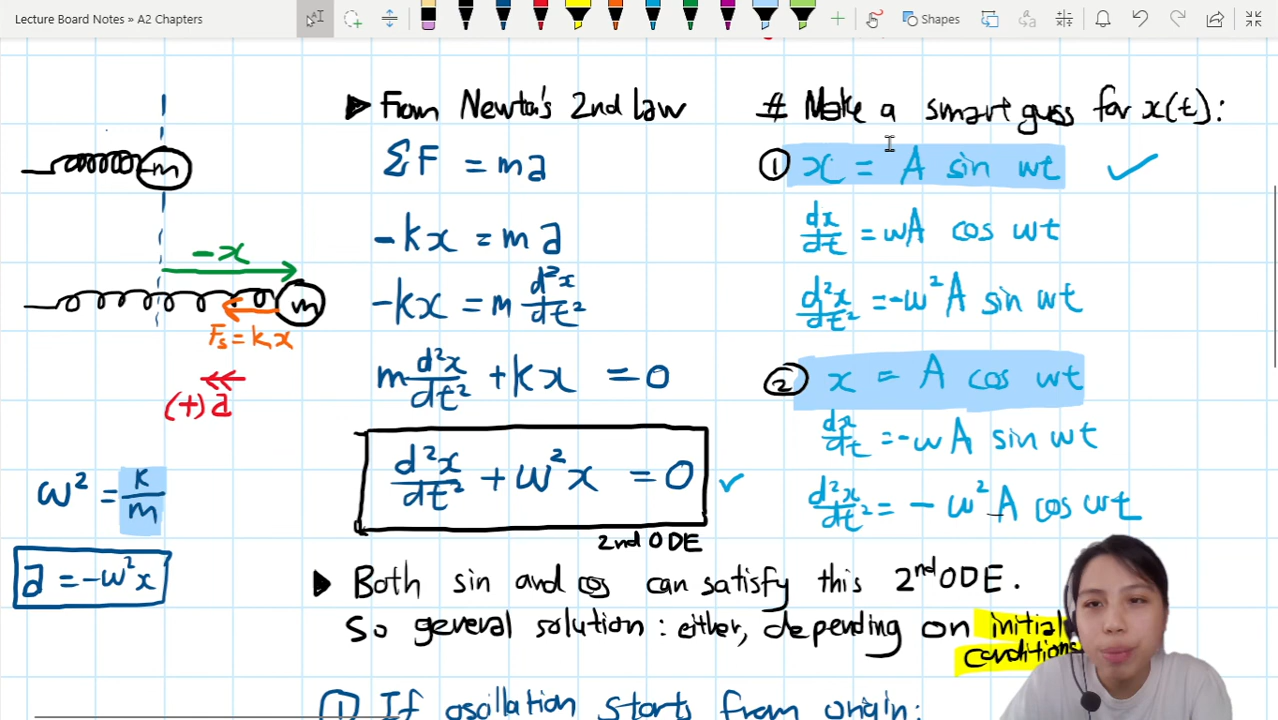 Lecture Board Notes » A2 Chapters
Shapes
m
-x
m
Fs = kx
(+) a
ω² = k/m
a = -ω²x
▶ From Newton's 2nd law
ΣF = ma
-kx = ma
-kx = m d²x/dt²
m d²x/dt² + kx = 0
d²x/dt² + ω²x = 0 ✓
2nd ODE
# Make a smart guess for x(t):
① x = A sin ωt ✓
dx/dt = ωA cos ωt
d²x/dt² = -ω²A sin ωt
② x = A cos ωt
dx/dt = -ωA sin ωt
d²x/dt² = -ω²A cos ωt
▶ Both sin and cos can satisfy this 2nd ODE.
So general solution : either, depending on initial
conditions
① If oscillation starts from origin: